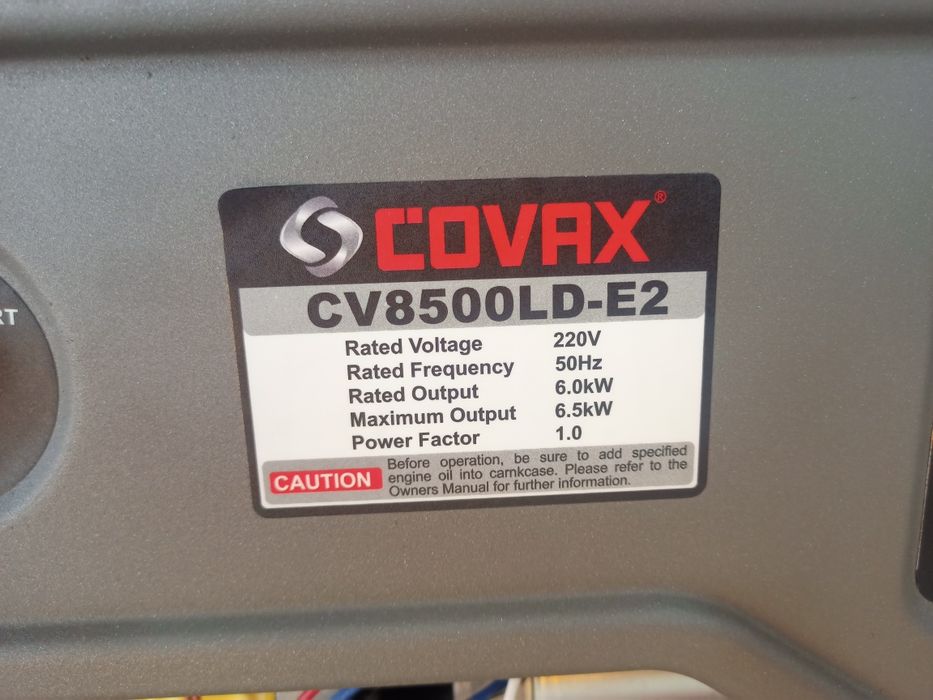 RT
COVAX®
CV8500LD-E2
Rated Voltage 220V
Rated Frequency 50Hz
Rated Output 6.0kW
Maximum Output 6.5kW
Power Factor 1.0
CAUTION
Before operation, be sure to add specified
engine oil into carnkcase. Please refer to the
Owners Manual for further information.